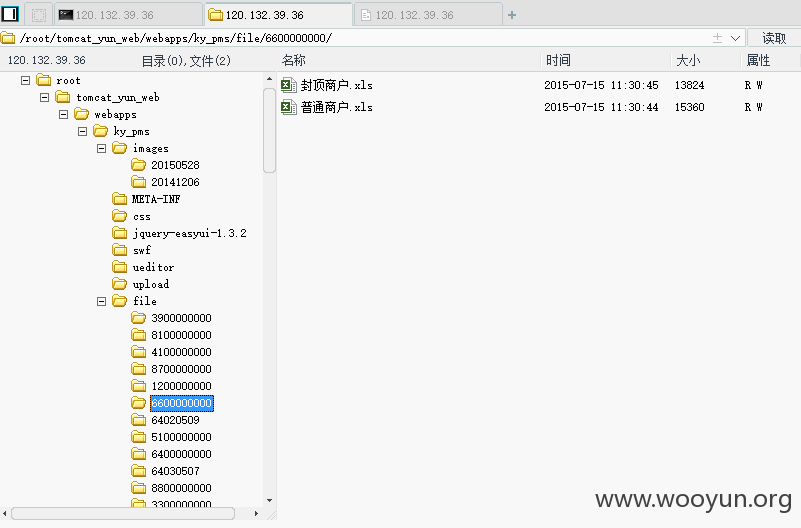 120.132.39.36 120.132.39.36 120.132.39.36 +
/root/tomcat_yun_web/webapps/ky_pms/file/6600000000/ 读取
120.132.39.36 目录(0),文件(2) 名称 时间 大小 属性
root
tomcat_yun_web
webapps
ky_pms
images
20150528
20141206
META-INF
css
jquery-easyui-1.3.2
swf
ueditor
upload
file
3900000000
8100000000
4100000000
8700000000
1200000000
6600000000
64020509
5100000000
6400000000
64030507
8800000000
3300000000
封顶商户.xls 2015-07-15 11:30:45 13824 R W
普通商户.xls 2015-07-15 11:30:44 15360 R W
www.wooyun.org